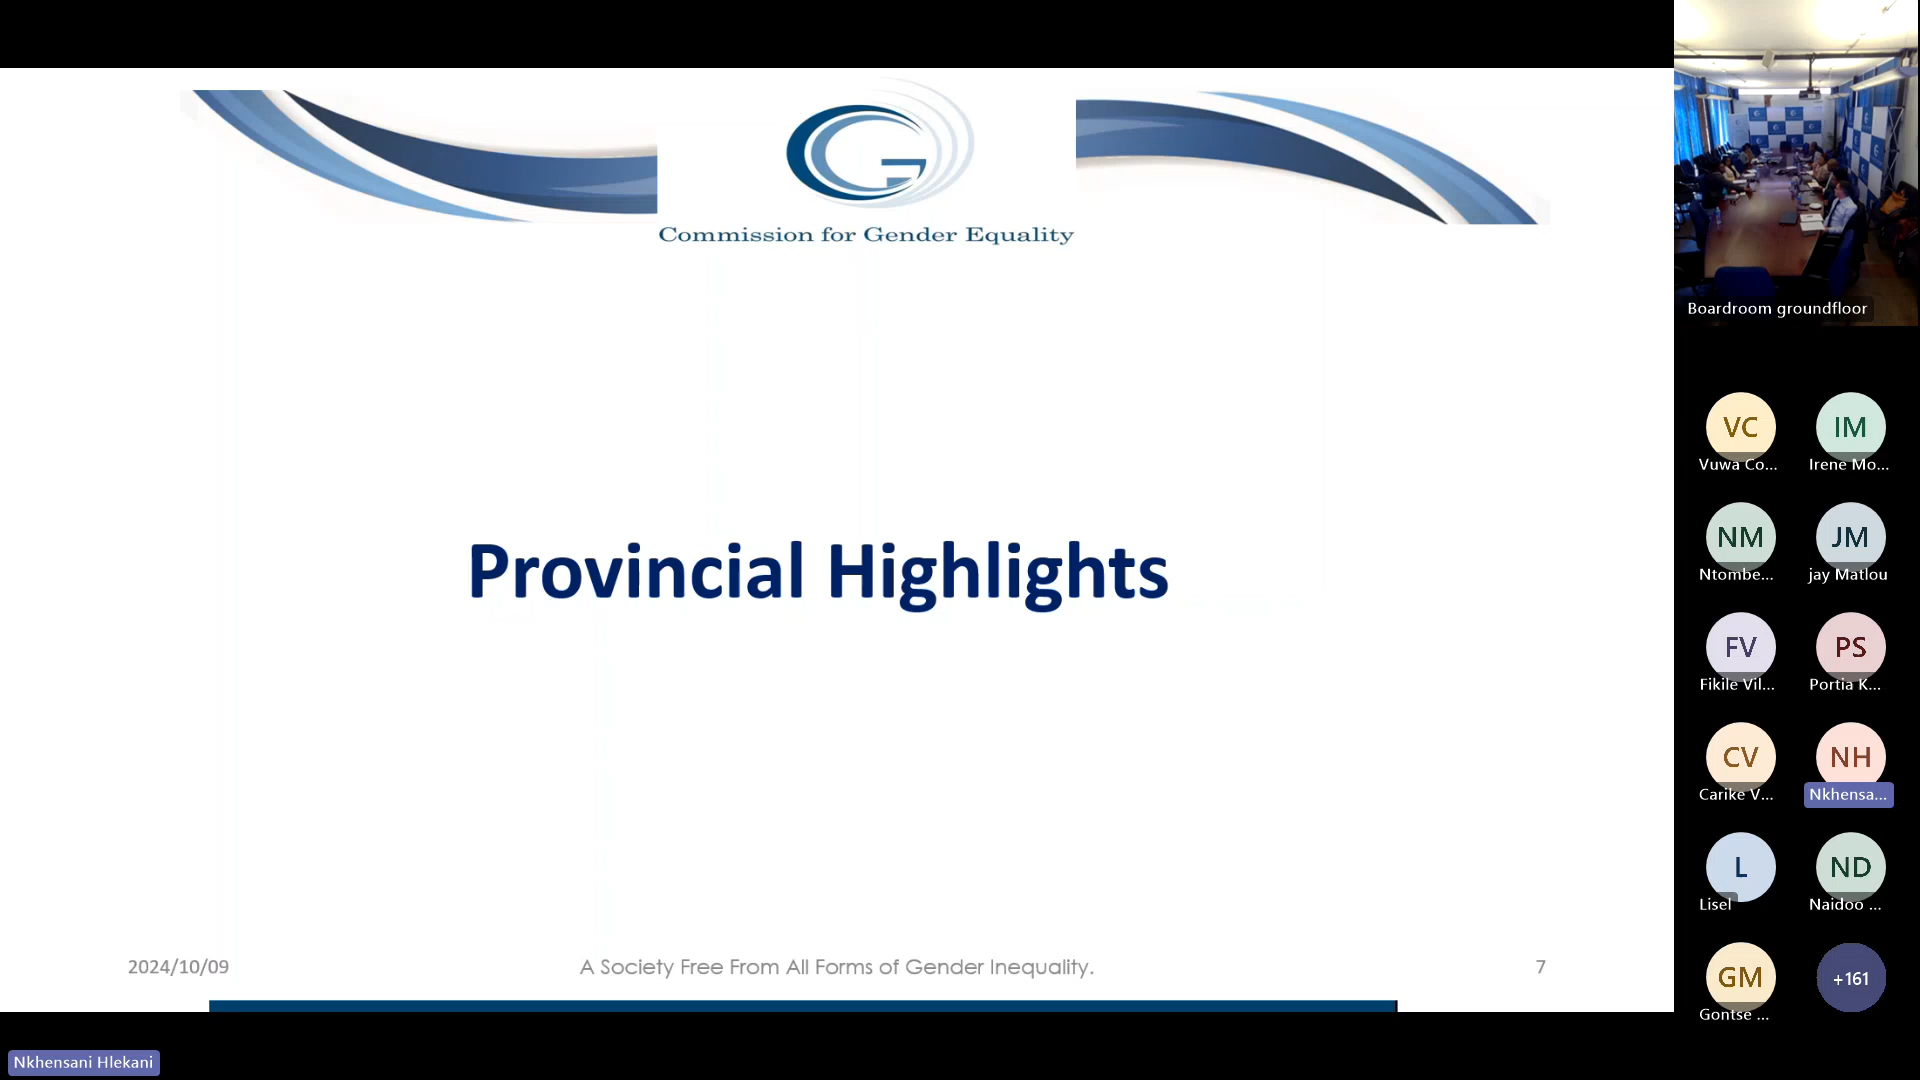 Commission for Gender Equality
Provincial Highlights
2024/10/09
A Society Free From All Forms of Gender Inequality.
7
Nkhensani Hlekani
Boardroom groundfloor
VC
Vuwa Co...
IM
Irene Mo...
NM
Ntombe...
JM
jay Matlou
FV
Fikile Vil...
PS
Portia K...
CV
Carike V...
NH
Nkhensa...
L
Lisel
ND
Naidoo ...
GM
Gontse ...
+161